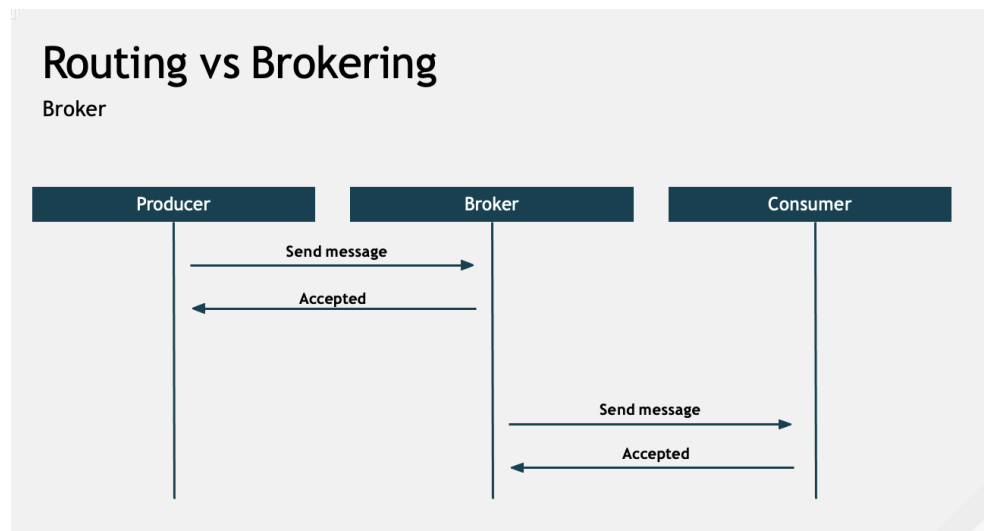 Routing vs Brokering
Broker
Producer
Broker
Consumer
Send message
Accepted
Send message
Accepted